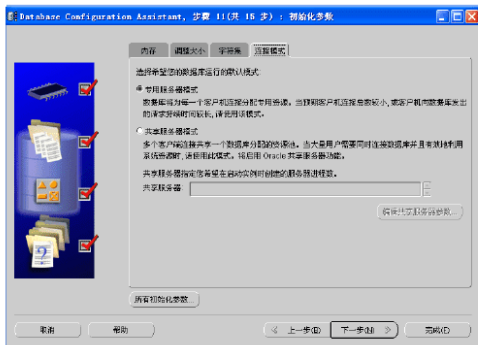 Database Configuration Assistant, 步骤 11(共 15 步) : 初始化参数
内存 调整大小 字符集 连接模式
选择希望您的数据库运行的默认模式:
专用服务器模式
数据库将为每一个客户机连接分配专用资源。当预期客户机连接总数较小,或客户机向数据库发出
的请求持续时间较长,请使用该模式。
共享服务器模式
多个客户端连接共享一个数据库分配的资源池。当大量用户需要同时连接数据库并且有效地利用
系统资源时,请使用此模式。将启用 Oracle 共享服务器功能。
共享服务器指定您希望在启动实例时创建的服务器进程数。
共享服务器
编辑共享服务器参数...
所有初始化参数...
取消 帮助 上一步(B) 下一步(N) 完成(F)